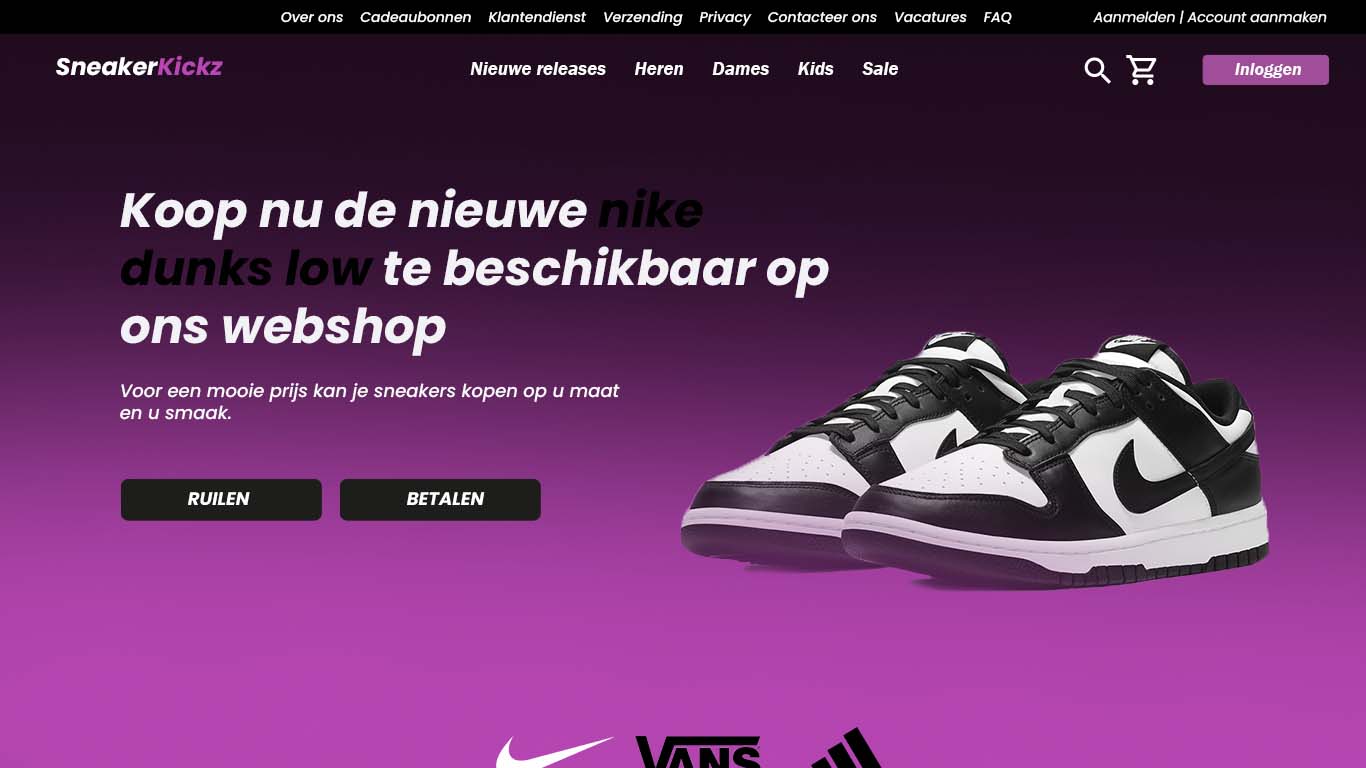 Over ons Cadeaubonnen Klantendienst Verzending Privacy Contacteer ons Vacatures FAQ Aanmelden | Account aanmaken
SneakerKickz Nieuwe releases Heren Dames Kids Sale Inloggen
Koop nu de nieuwe nike
dunks low te beschikbaar op
ons webshop
Voor een mooie prijs kan je sneakers kopen op u maat
en u smaak.
RUILEN BETALEN
VANS